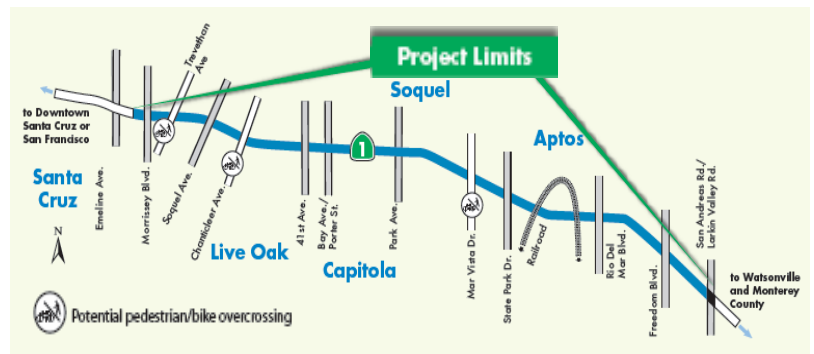 Project Limits
Trevethan
Ave
Soquel
to Downtown
Santa Cruz or
San Francisco
1
Aptos
Santa
Cruz
Emeline Ave.
Morrissey Blvd.
Soquel Ave.
Chanticleer Ave.
Live Oak
41st Ave.
Bay Ave./
Porter St.
Capitola
Park Ave.
Mar Vista Dr.
State Park Dr.
Railroad
Rio Del
Mar Blvd.
Freedom Blvd.
San Andreas Rd./
Larkin Valley Rd.
to Watsonville
and Monterey
County
N
Potential pedestrian/bike overcrossing